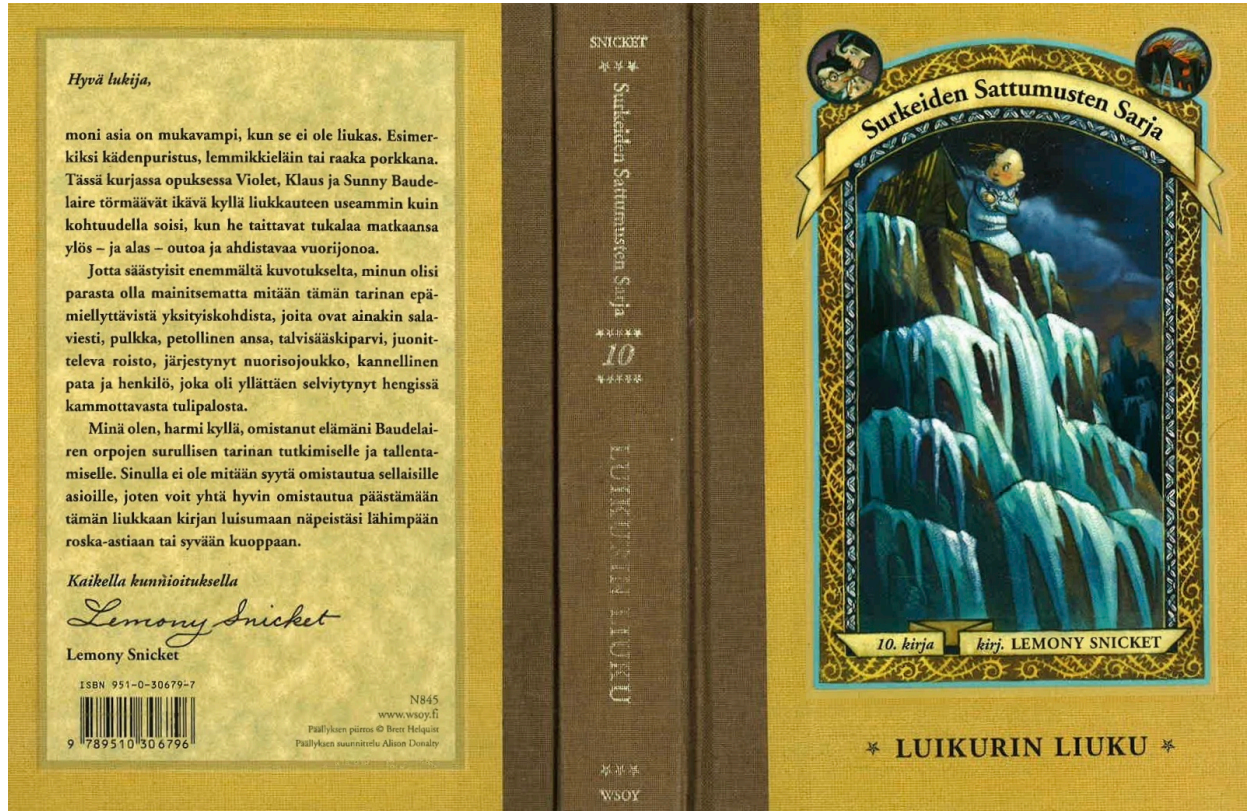 Hyvä lukija,
moni asia on mukavampi, kun se ei ole liukas. Esimer-
kiksi kädenpuristus, lemmikkieläin tai raaka porkkana.
Tässä kurjassa opuksessa Violet, Klaus ja Sunny Baude-
laire törmäävät ikävä kyllä liukkauteen useammin kuin
kohtuudella soisi, kun he taittavat tukalaa matkaansa
ylös – ja alas – outoa ja ahdistavaa vuorijonoa.
Jotta säästyisit enemmältä kuvotukselta, minun olisi
parasta olla mainitsematta mitään tämän tarinan epä-
miellyttävistä yksityiskohdista, joita ovat ainakin sala-
viesti, pulkka, petollinen ansa, talvisääskiparvi, juonit-
televa roisto, järjestynyt nuorisojoukko, kannellinen
pata ja henkilö, joka oli yllättäen selviytynyt hengissä
kammottavasta tulipalosta.
Minä olen, harmi kyllä, omistanut elämäni Baudelai-
ren orpojen surullisen tarinan tutkimiselle ja tallenta-
miselle. Sinulla ei ole mitään syytä omistautua sellaisille
asioille, joten voit yhtä hyvin omistautua päästämään
tämän liukkaan kirjan luisumaan näpeistäsi lähimpään
roska-astiaan tai syvään kuoppaan.
Kaikella kunnioituksella
Lemony Snicket
Lemony Snicket
ISBN 951-0-30679-7
9 789510 306796
N845
www.wsoy.fi
Päällyksen piirros © Brett Helquist
Päällyksen suunnittelu Alison Donalty
SNICKET
Surkeiden Sattumusten Sarja
10
LUIKURIN LIUKU
WSOY
Surkeiden Sattumusten Sarja
10. kirja
kirj. LEMONY SNICKET
LUIKURIN LIUKU